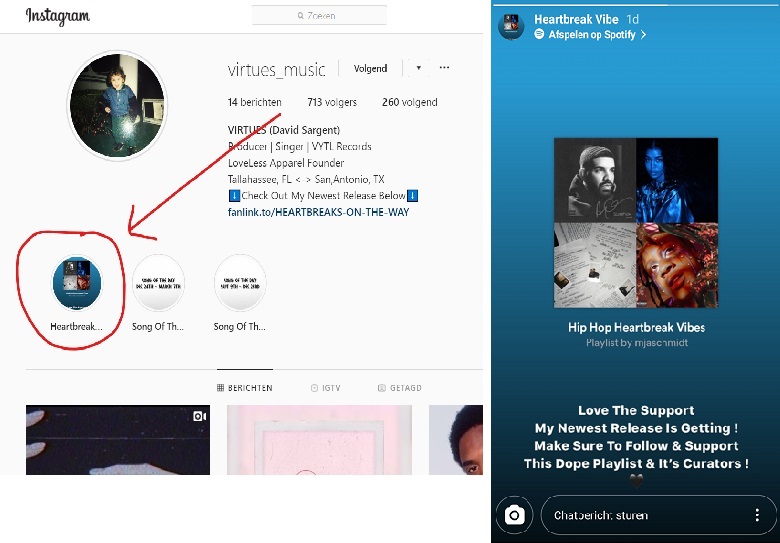 Instagram
Zoeken
virtues_music Volgend
14 berichten 713 volgers 260 volgend
VIRTUES (David Sargent)
Producer | Singer | VYTL Records
LoveLess Apparel Founder
Tallahassee, FL <-> San,Antonio, TX
⬇️Check Out My Newest Release Below⬇️
fanlink.to/HEARTBREAKS-ON-THE-WAY
SONG OF THE DAY
DEC 24TH - MARCH 7TH
SONG OF THE DAY
SEPT 9TH - DEC 23RD
Heartbreak... Song Of Th... Song Of Th...
BERICHTEN IGTV GETAGD
Heartbreak Vibe 1d
Afspelen op Spotify >
Hip Hop Heartbreak Vibes
Playlist by mjaschmidt
Love The Support
My Newest Release Is Getting !
Make Sure To Follow & Support
This Dope Playlist & It's Curators !
🖤
Chatbericht sturen